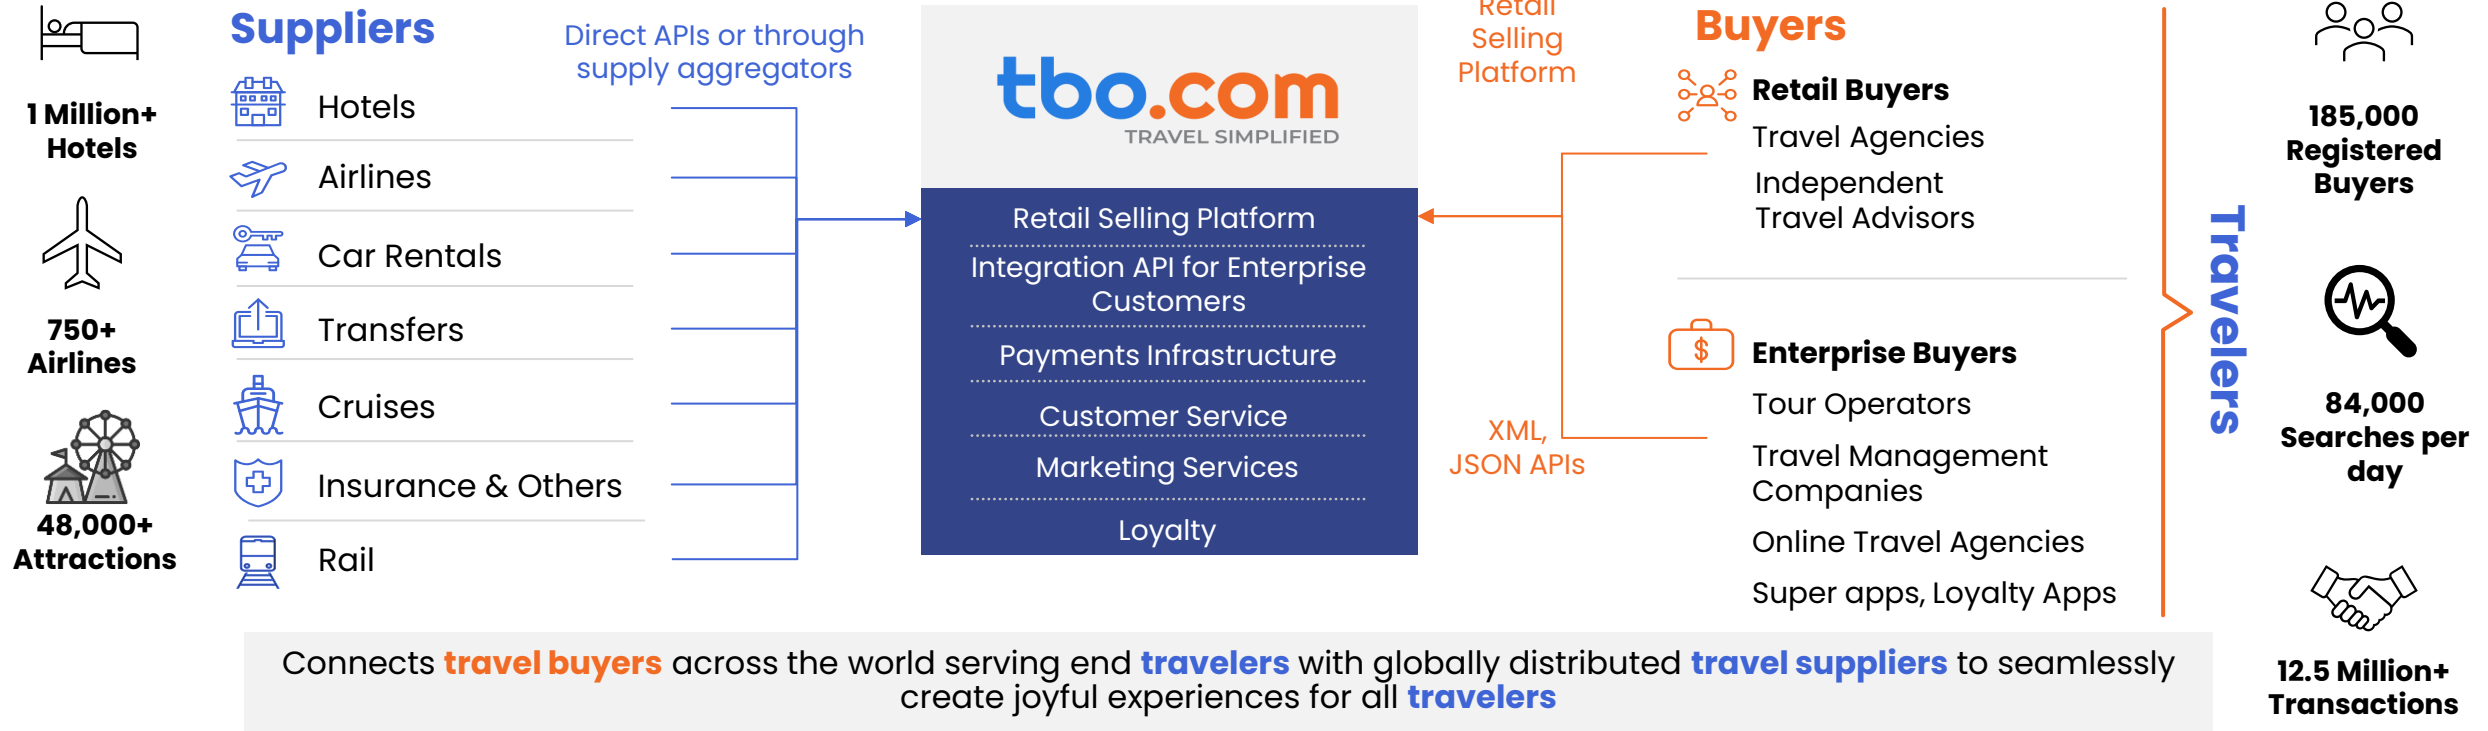 1 Million+
Hotels
750+
Airlines
48,000+
Attractions
Suppliers
Hotels
Airlines
Car Rentals
Transfers
Cruises
Insurance & Others
Rail
Direct APIs or through
supply aggregators
tbo.com
TRAVEL SIMPLIFIED
Retail Selling Platform
Integration API for Enterprise
Customers
Payments Infrastructure
Customer Service
Marketing Services
Loyalty
Retail
Selling
Platform
XML,
JSON APIs
Buyers
Retail Buyers
Travel Agencies
Independent
Travel Advisors
Enterprise Buyers
Tour Operators
Travel Management
Companies
Online Travel Agencies
Super apps, Loyalty Apps
Travelers
185,000
Registered
Buyers
84,000
Searches per
day
12.5 Million+
Transactions
Connects travel buyers across the world serving end travelers with globally distributed travel suppliers to seamlessly
create joyful experiences for all travelers